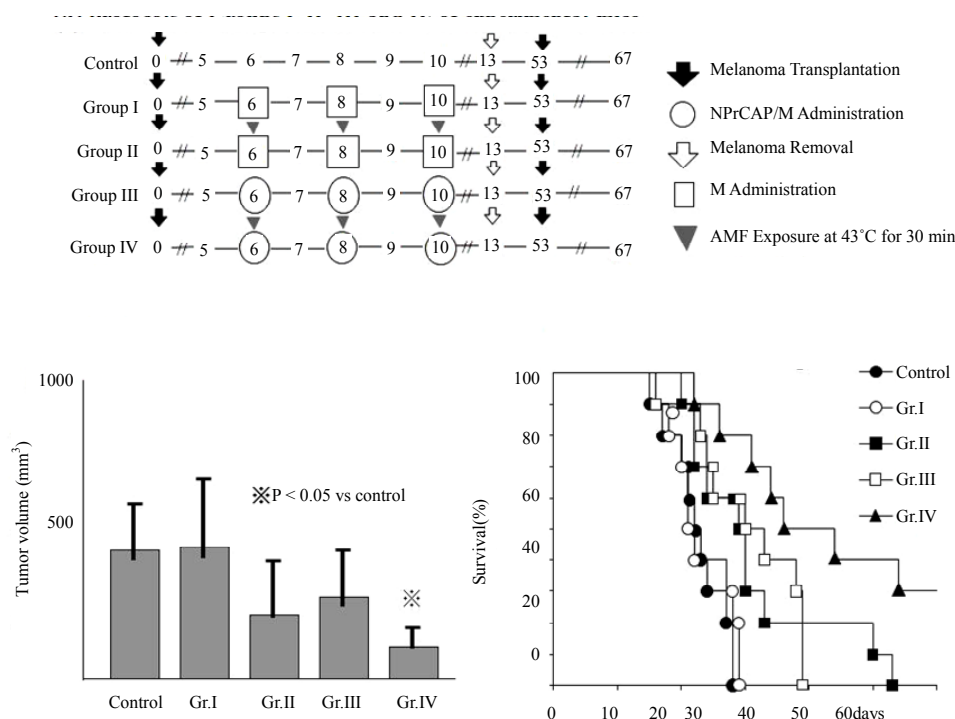 Control 0 5 6 7 8 9 10 13 53 67
Group I 0 5 6 7 8 9 10 13 53 67
Group II 0 5 6 7 8 9 10 13 53 67
Group III 0 5 6 7 8 9 10 13 53 67
Group IV 0 5 6 7 8 9 10 13 53 67
Melanoma Transplantation
NPrCAP/M Administration
Melanoma Removal
M Administration
AMF Exposure at 43˚C for 30 min
1000
500
Tumor volume (mm³)
※P < 0.05 vs control
※
Control Gr.I Gr.II Gr.III Gr.IV
100
80
60
40
20
0
Survival(%)
0 10 20 30 40 50 60days
Control
Gr.I
Gr.II
Gr.III
Gr.IV